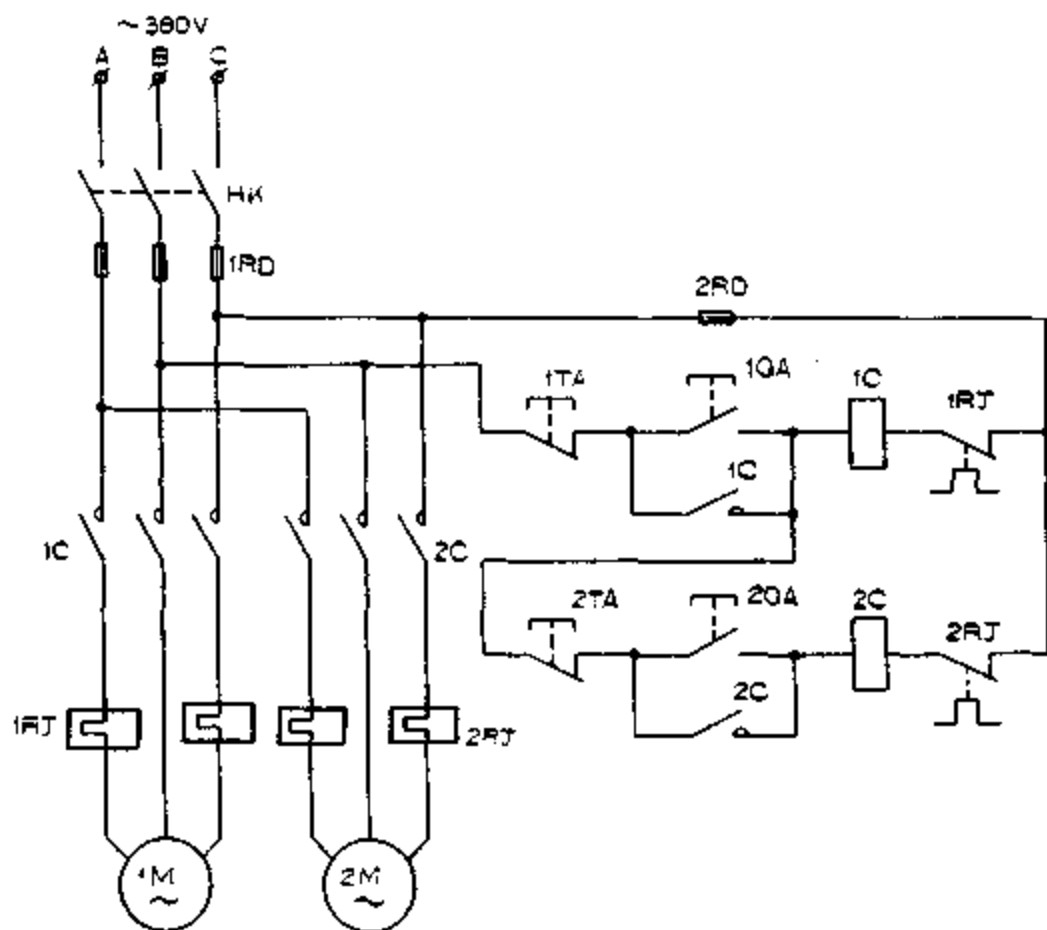 ~380V
A B C
HK
1RD
2RD
1TA 1QA 1C 1RJ
1C
1C 2C
2TA 2QA 2C 2RJ
2C
1RJ 2RJ
1M 2M
~ ~